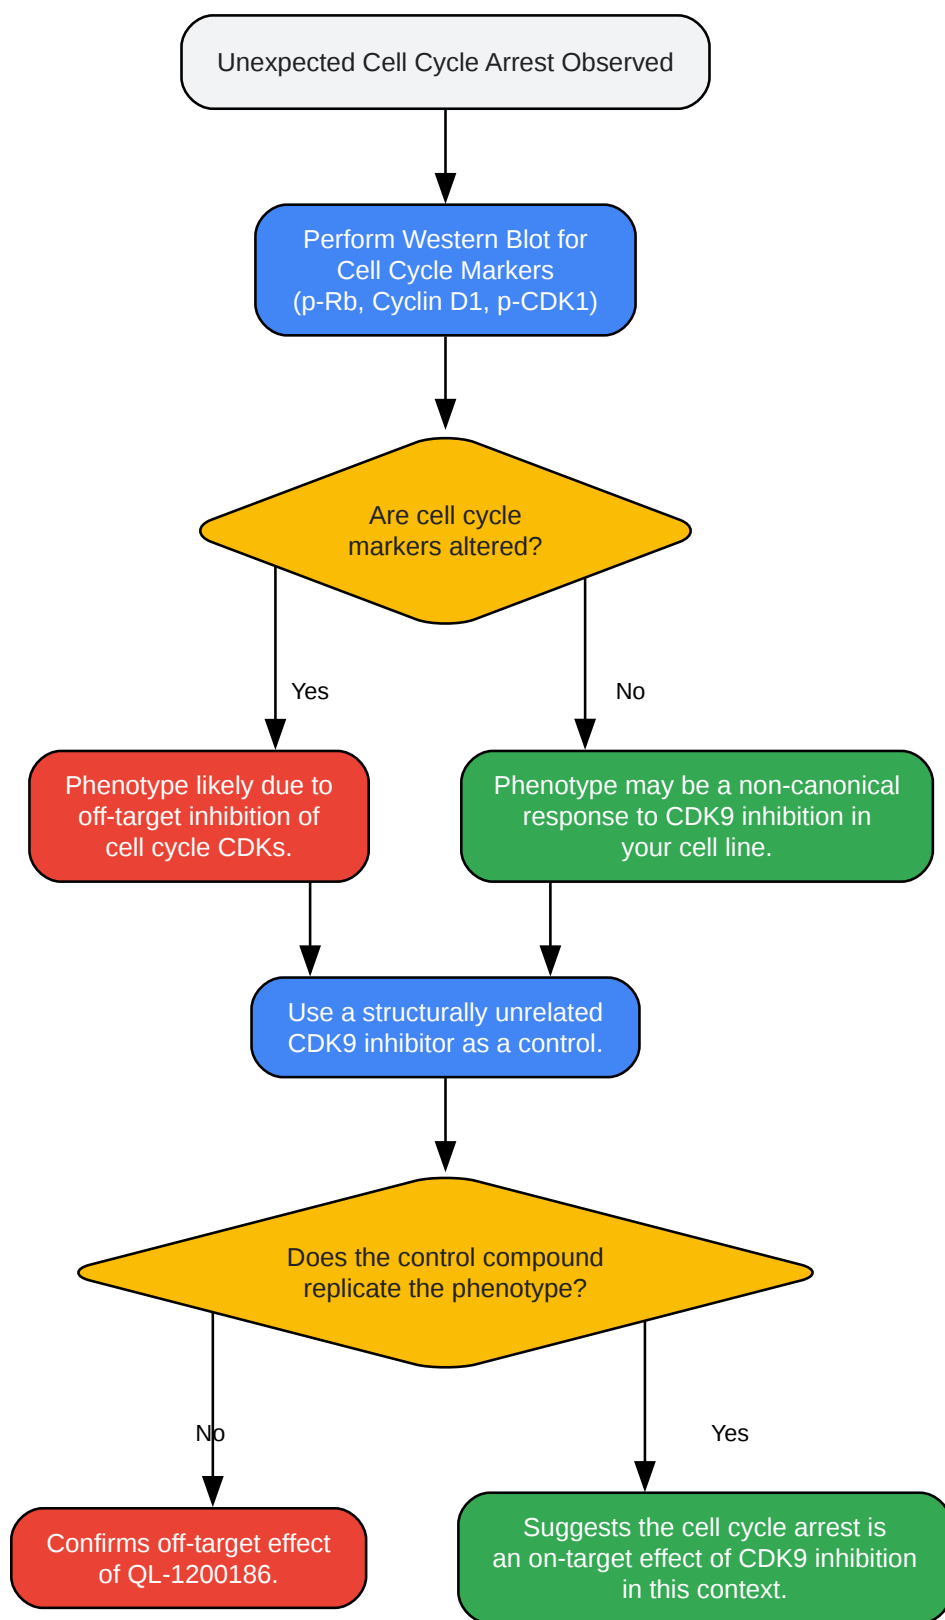 Unexpected Cell Cycle Arrest Observed
Perform Western Blot for
Cell Cycle Markers
(p-Rb, Cyclin D1, p-CDK1)
Are cell cycle
markers altered?
Yes
No
Phenotype likely due to
off-target inhibition of
cell cycle CDKs.
Phenotype may be a non-canonical
response to CDK9 inhibition in
your cell line.
Use a structurally unrelated
CDK9 inhibitor as a control.
Does the control compound
replicate the phenotype?
No
Yes
Confirms off-target effect
of QL-1200186.
Suggests the cell cycle arrest is
an on-target effect of CDK9 inhibition
in this context.